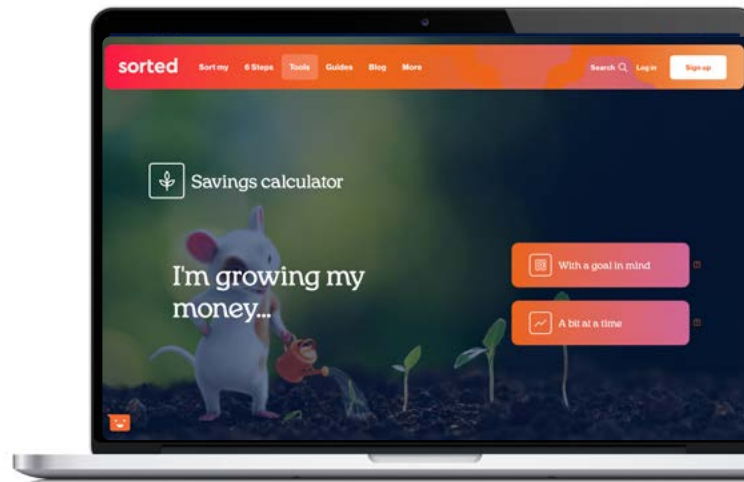 sorted Sort my 6 Steps Tools Guides Blog More Search Log in Sign up
Savings calculator
I'm growing my
money...
With a goal in mind
A bit at a time